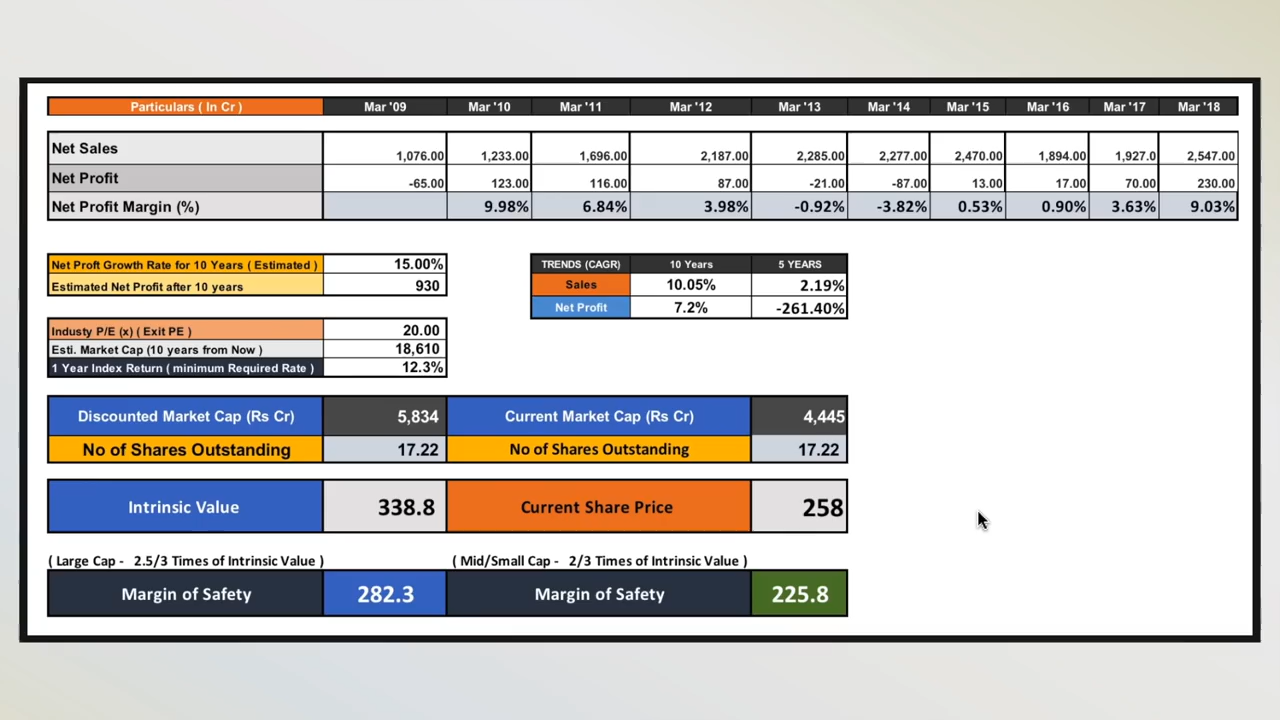 Particulars ( In Cr ) Mar '09 Mar '10 Mar '11 Mar '12 Mar '13 Mar '14 Mar '15 Mar '16 Mar '17 Mar '18
Net Sales 1,076.00 1,233.00 1,696.00 2,187.00 2,285.00 2,277.00 2,470.00 1,894.00 1,927.0 2,547.00
Net Profit -65.00 123.00 116.00 87.00 -21.00 -87.00 13.00 17.00 70.00 230.00
Net Profit Margin (%) 9.98% 6.84% 3.98% -0.92% -3.82% 0.53% 0.90% 3.63% 9.03%
Net Proft Growth Rate for 10 Years ( Estimated ) 15.00% TRENDS (CAGR) 10 Years 5 YEARS
Estimated Net Profit after 10 years 930 Sales 10.05% 2.19%
Net Profit 7.2% -261.40%
Industy P/E (x) ( Exit PE ) 20.00
Esti. Market Cap (10 years from Now ) 18,610
1 Year Index Return ( minimum Required Rate ) 12.3%
Discounted Market Cap (Rs Cr) 5,834 Current Market Cap (Rs Cr) 4,445
No of Shares Outstanding 17.22 No of Shares Outstanding 17.22
Intrinsic Value 338.8 Current Share Price 258
( Large Cap - 2.5/3 Times of Intrinsic Value ) ( Mid/Small Cap - 2/3 Times of Intrinsic Value )
Margin of Safety 282.3 Margin of Safety 225.8